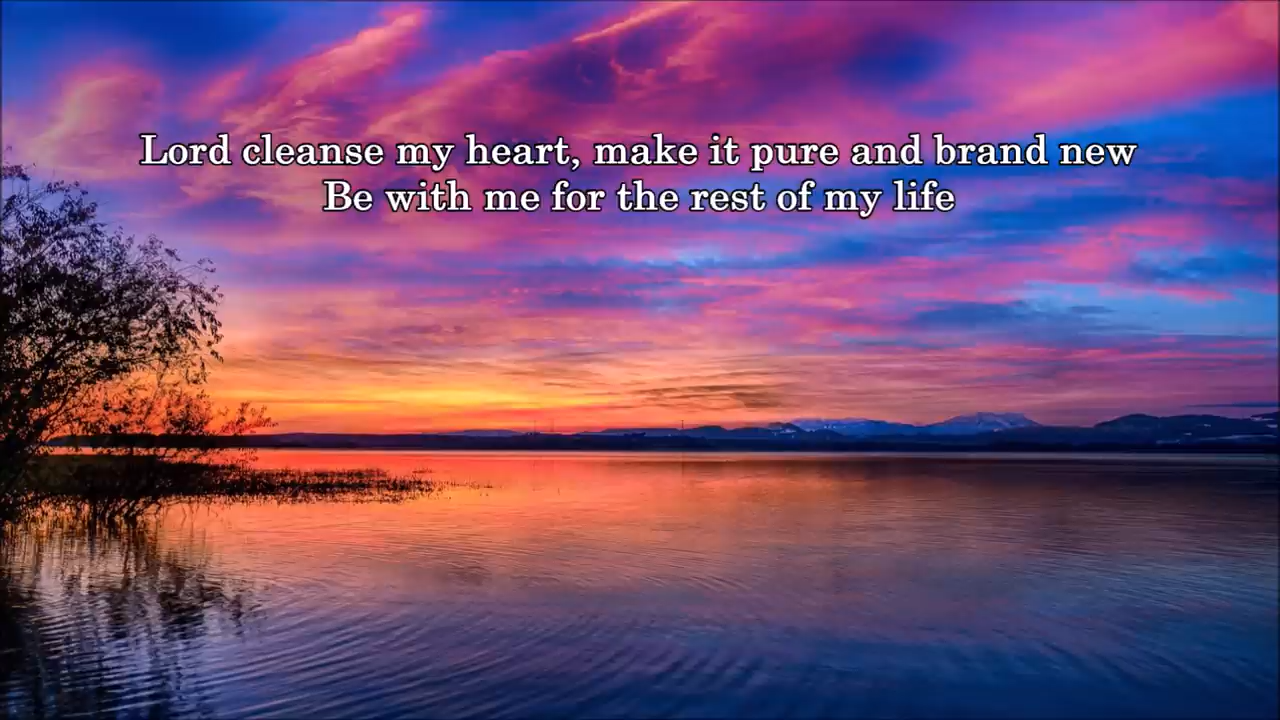 Lord cleanse my heart, make it pure and brand new
Be with me for the rest of my life